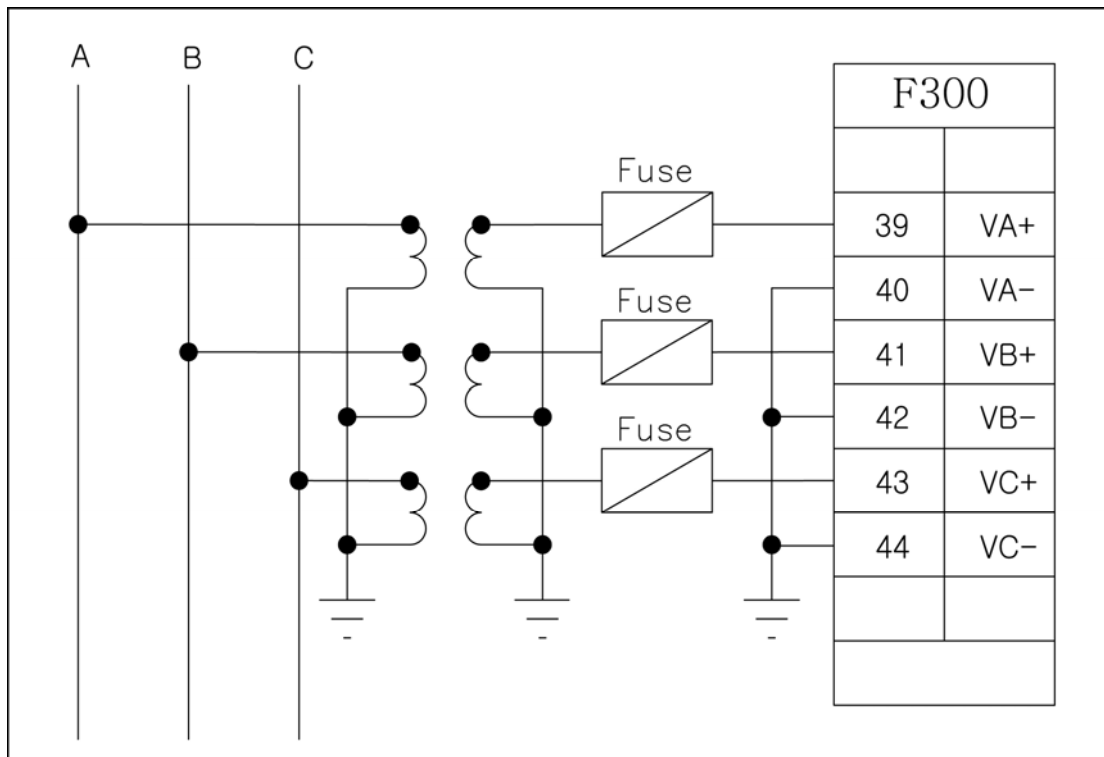 A B C
F300
Fuse
39 VA+
40 VA-
Fuse
41 VB+
42 VB-
Fuse
43 VC+
44 VC-